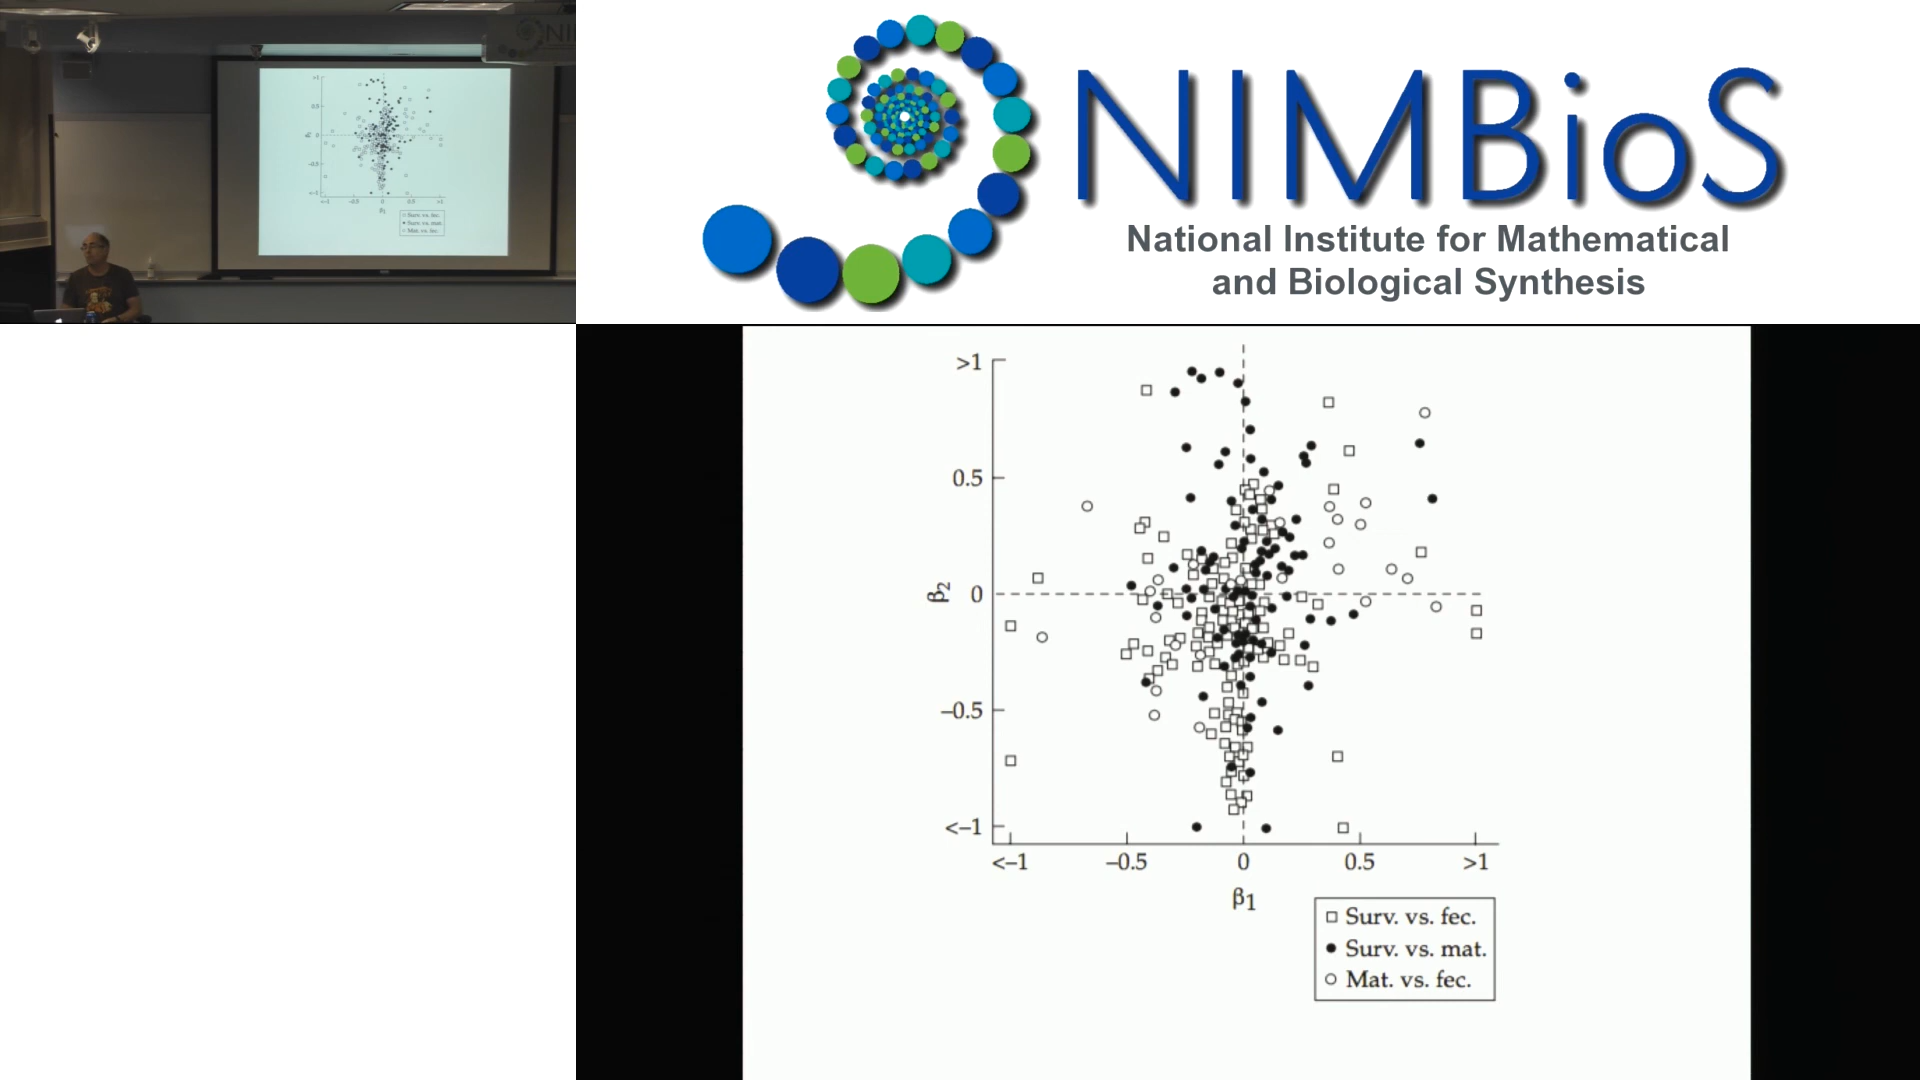 NIMBioS
National Institute for Mathematical
and Biological Synthesis
>1
0.5
β2
0
−0.5
<−1
<−1
−0.5
0
0.5
>1
β1
Surv. vs. fec.
Surv. vs. mat.
Mat. vs. fec.